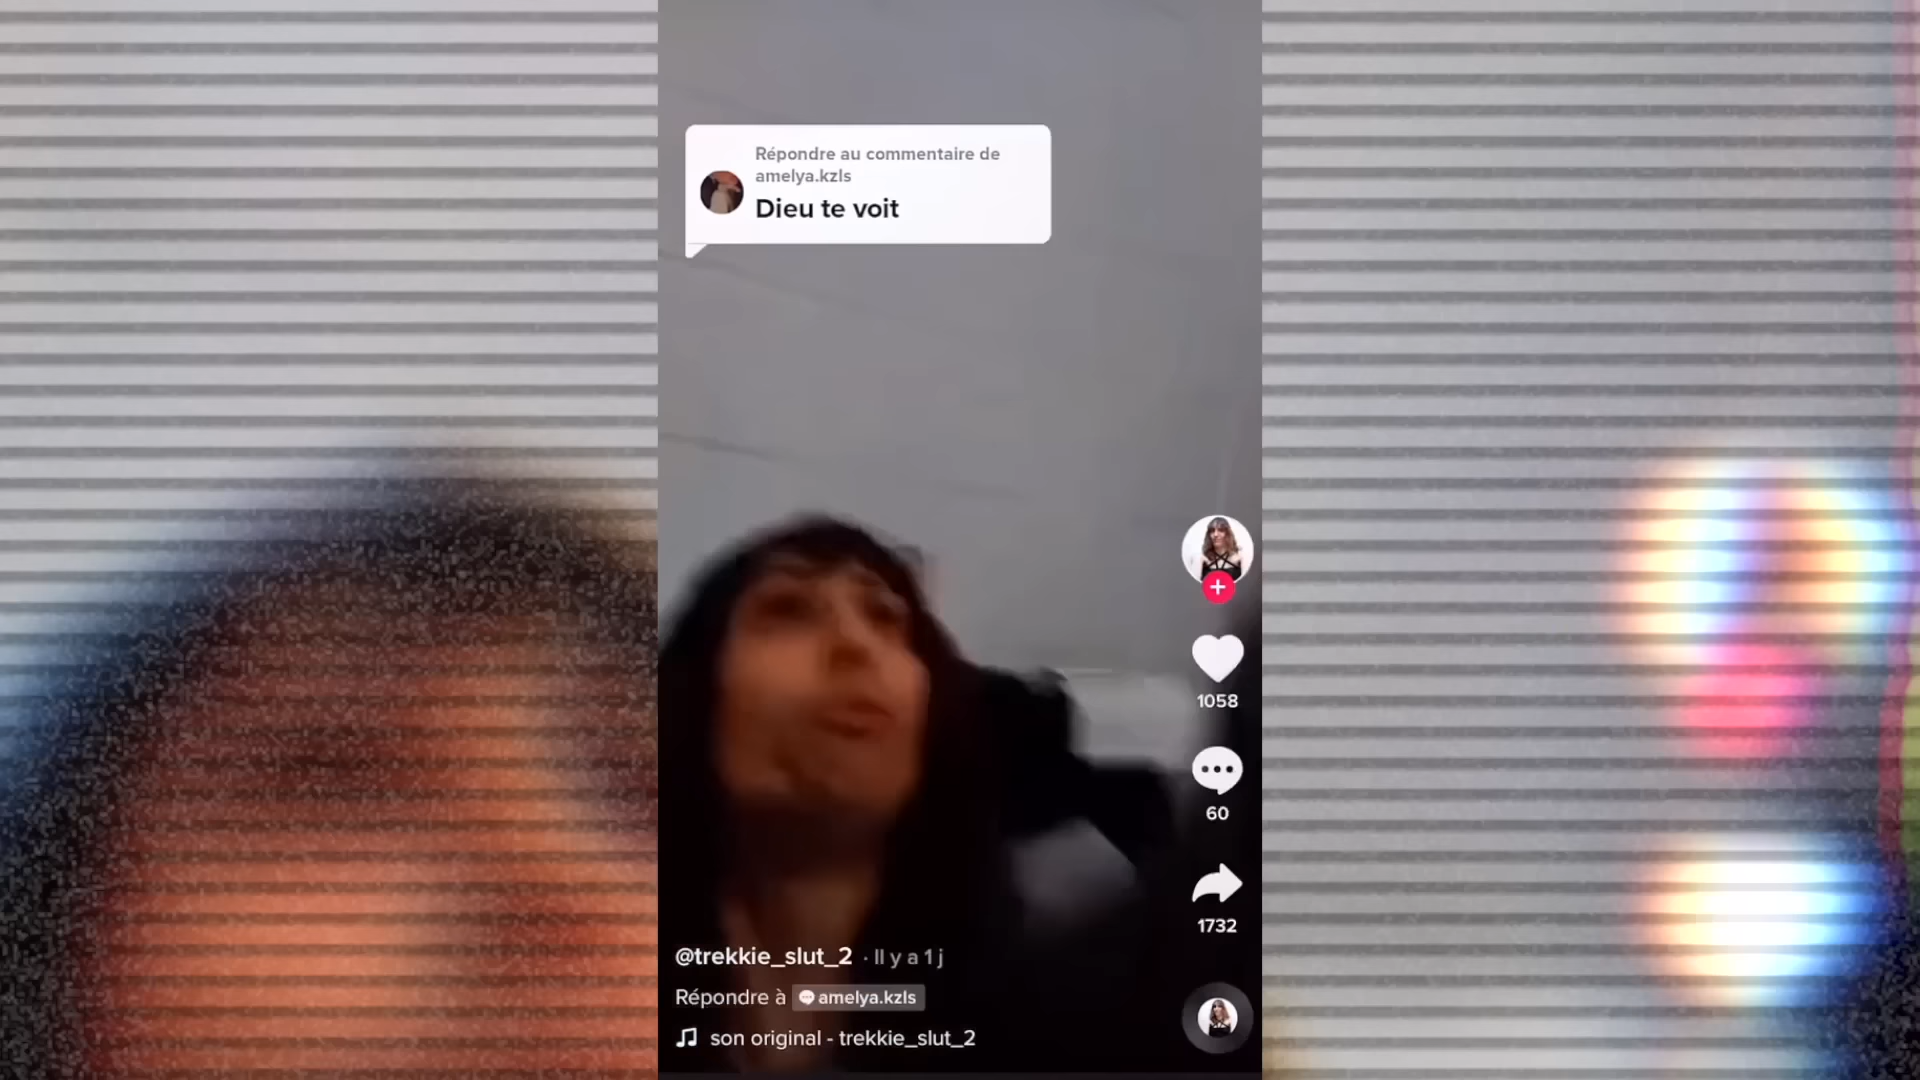 Répondre au commentaire de
amelya.kzls
Dieu te voit
1058
60
1732
@trekkie_slut_2 · Il y a 1 j
Répondre à amelya.kzls
son original - trekkie_slut_2